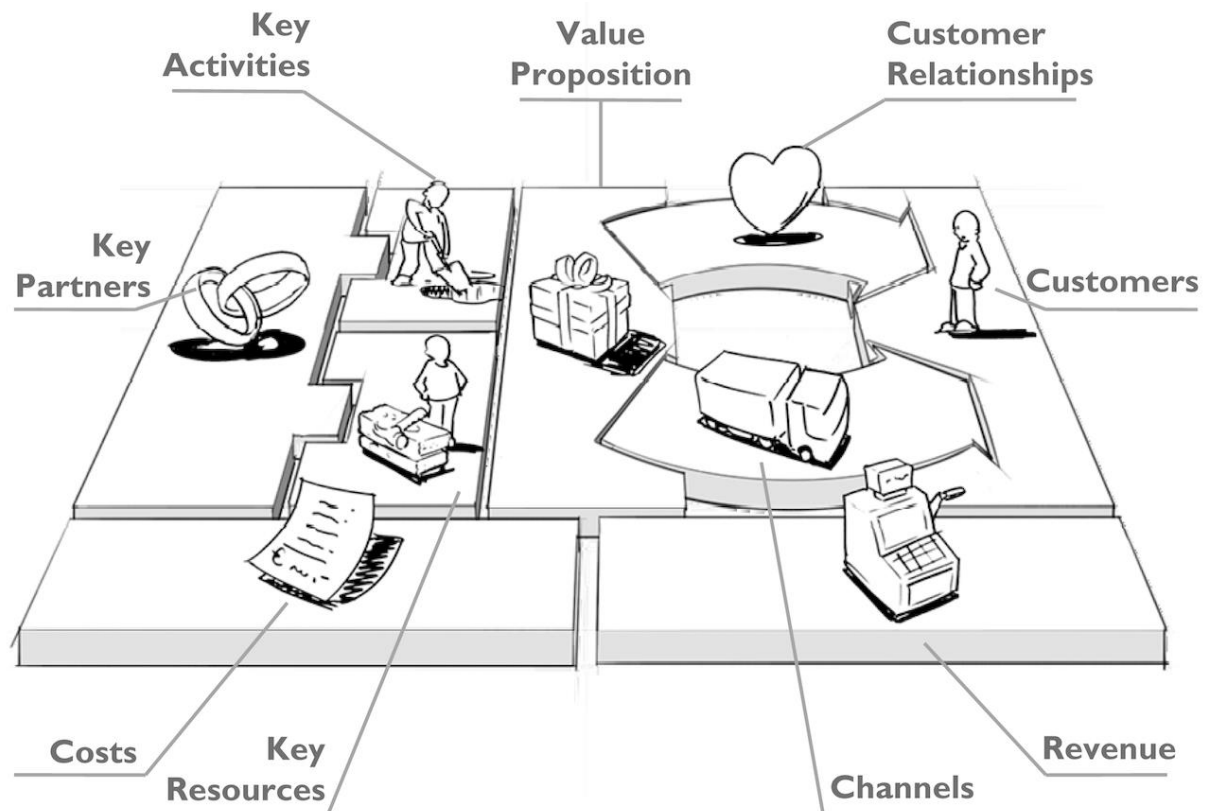 Key
Activities
Value
Proposition
Customer
Relationships
Key
Partners
Customers
Costs
Key
Resources
Channels
Revenue